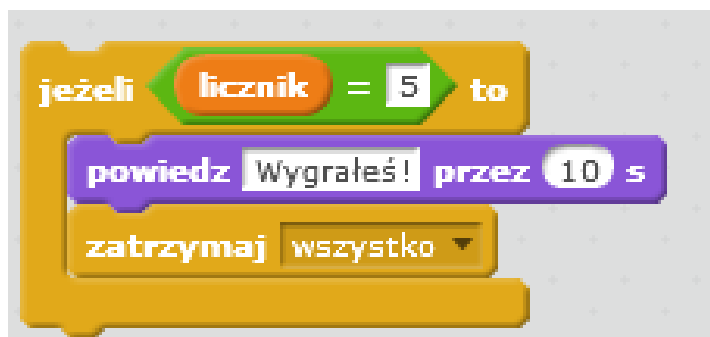 jeżeli licznik = 5 to
powiedz Wygrałeś! przez 10 s
zatrzymaj wszystko